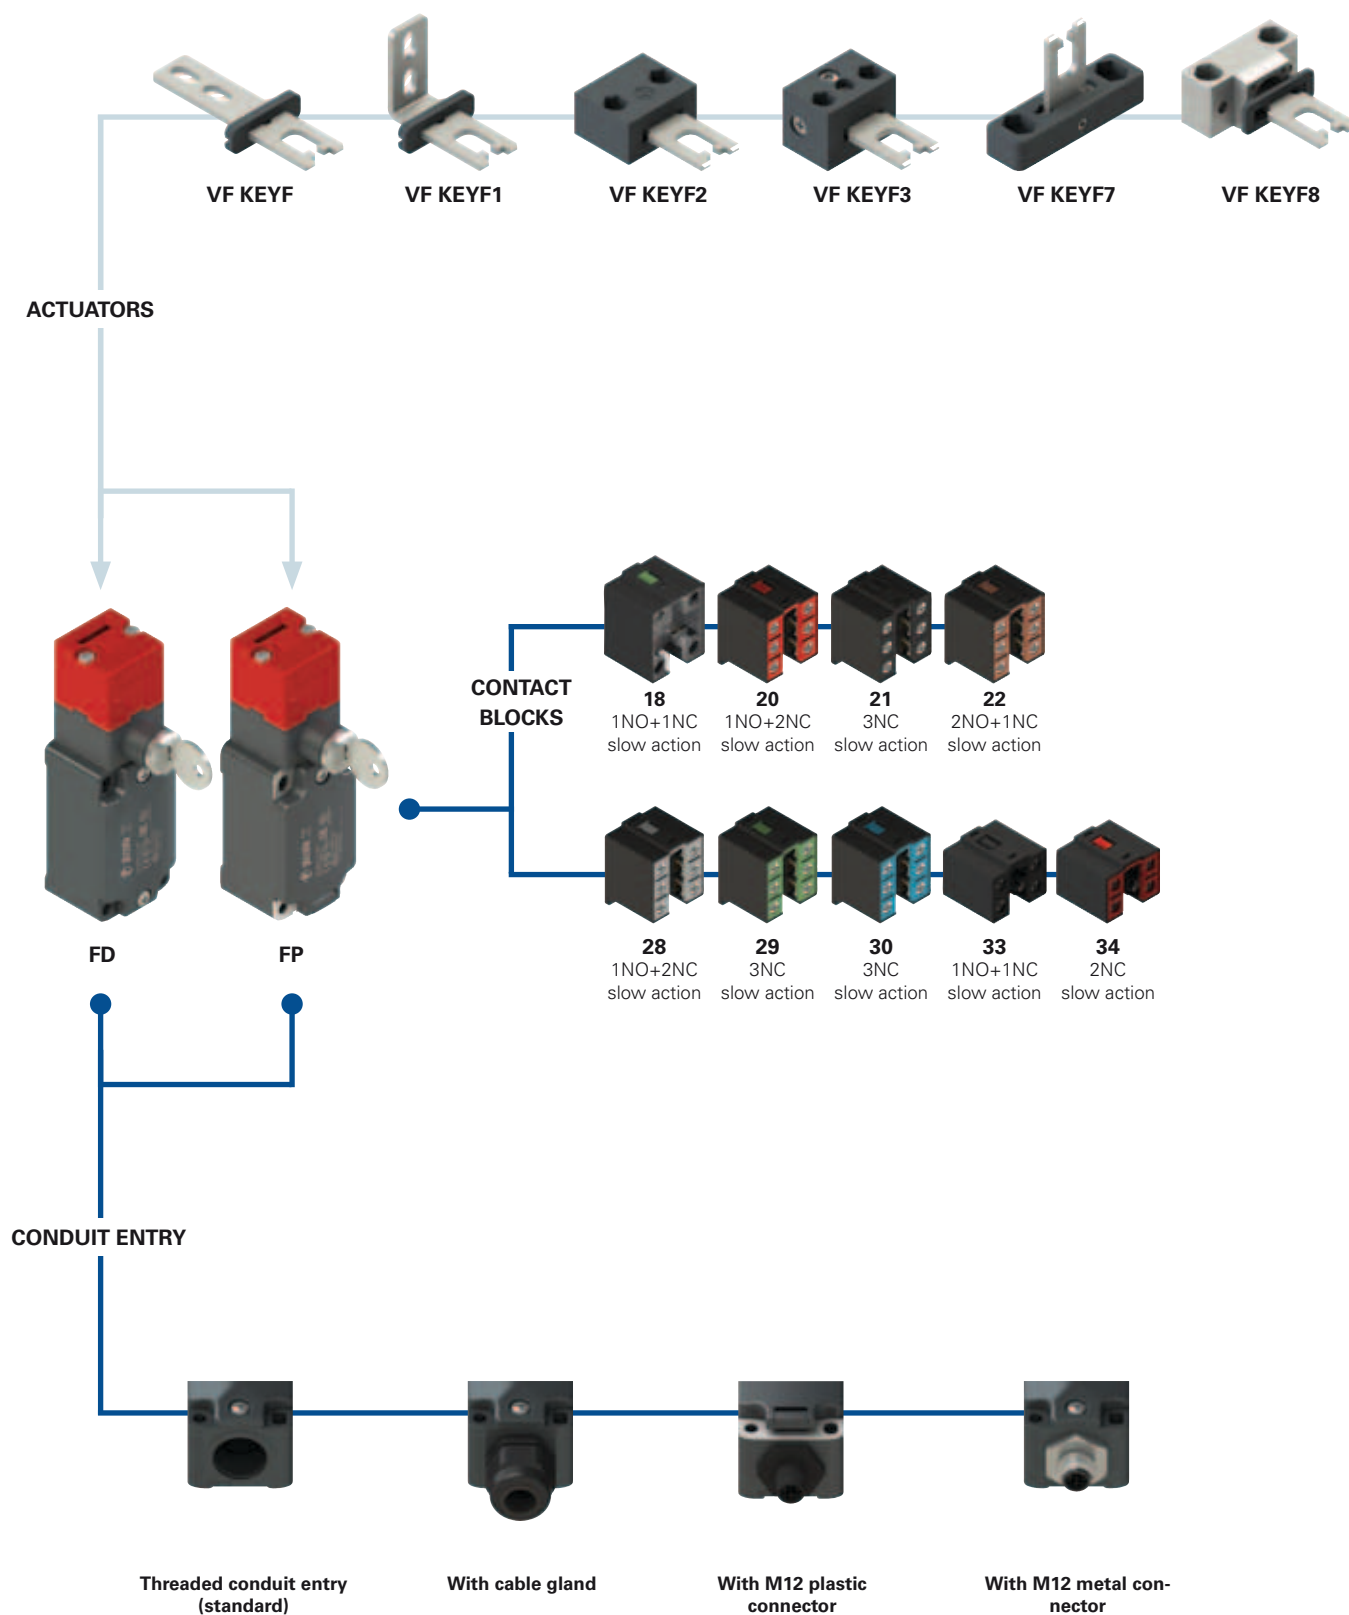 VF KEYF
VF KEYF1
VF KEYF2
VF KEYF3
VF KEYF7
VF KEYF8
ACTUATORS
CONTACT
BLOCKS
18
1NO+1NC
slow action
20
1NO+2NC
slow action
21
3NC
slow action
22
2NO+1NC
slow action
28
1NO+2NC
slow action
29
3NC
slow action
30
3NC
slow action
33
1NO+1NC
slow action
34
2NC
slow action
FD
FP
CONDUIT ENTRY
Threaded conduit entry
(standard)
With cable gland
With M12 plastic
connector
With M12 metal con-
nector